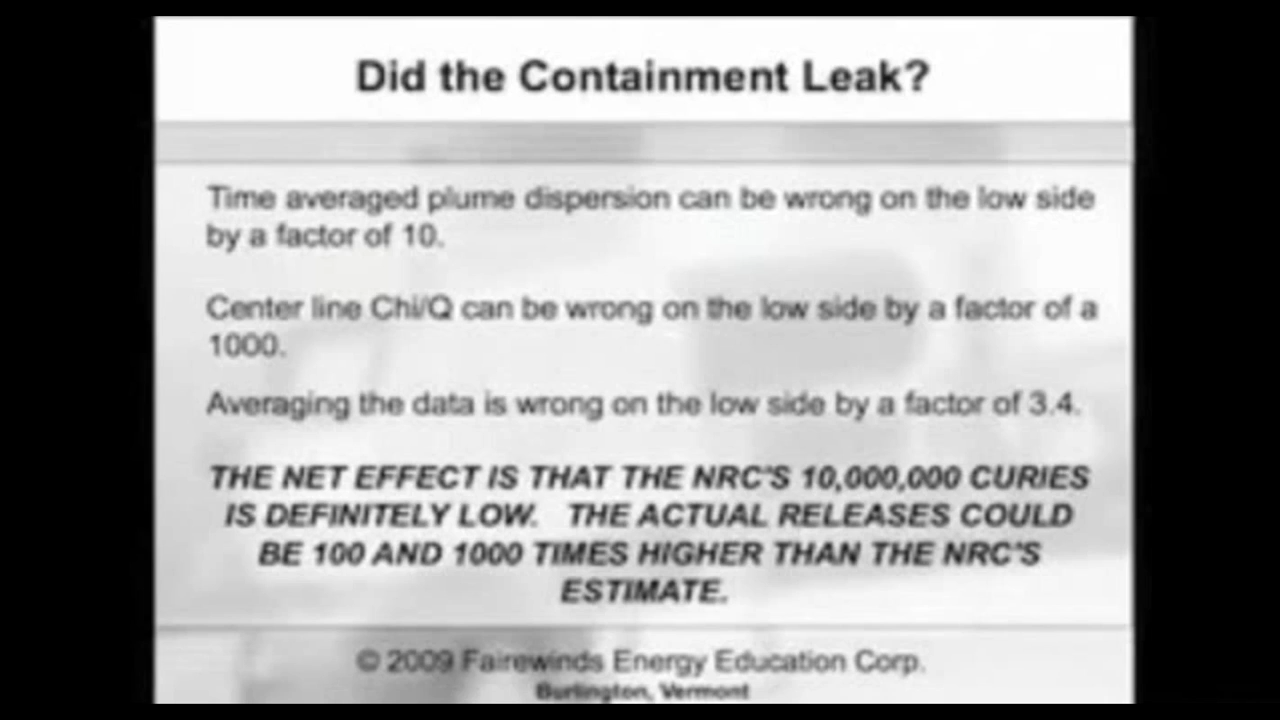 Did the Containment Leak?
Time averaged plume dispersion can be wrong on the low side
by a factor of 10.
Center line Chi/Q can be wrong on the low side by a factor of a
1000.
Averaging the data is wrong on the low side by a factor of 3.4.
THE NET EFFECT IS THAT THE NRC'S 10,000,000 CURIES
IS DEFINITELY LOW. THE ACTUAL RELEASES COULD
BE 100 AND 1000 TIMES HIGHER THAN THE NRC'S
ESTIMATE.
© 2009 Fairewinds Energy Education Corp.
Burlington, Vermont